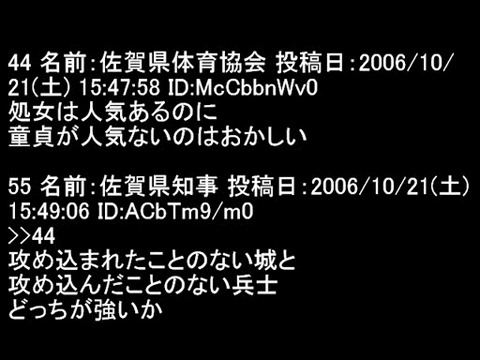 44 名前：佐賀県体育協会 投稿日：2006/10/
21(土) 15:47:58 ID:McCbbnWv0
処女は人気あるのに
童貞が人気ないのはおかしい
55 名前：佐賀県知事 投稿日：2006/10/21(土)
15:49:06 ID:ACbTm9/m0
>>44
攻め込まれたことのない城と
攻め込んだことのない兵士
どっちが強いか